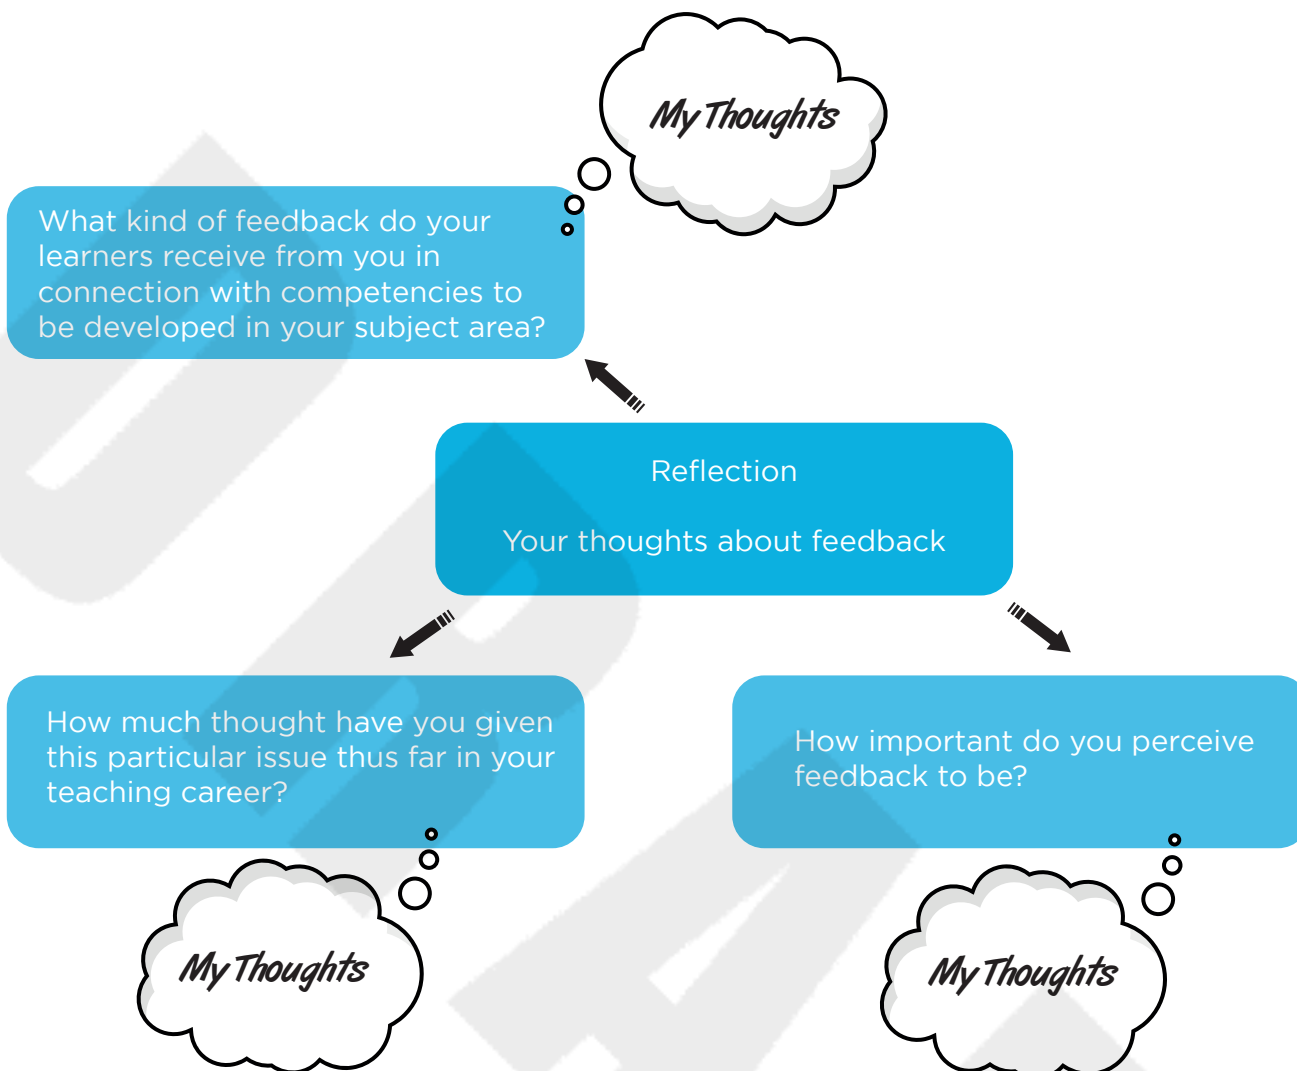 My Thoughts
What kind of feedback do your
learners receive from you in
connection with competencies to
be developed in your subject area?
Reflection
Your thoughts about feedback
How much thought have you given
this particular issue thus far in your
teaching career?
How important do you perceive
feedback to be?
My Thoughts
My Thoughts